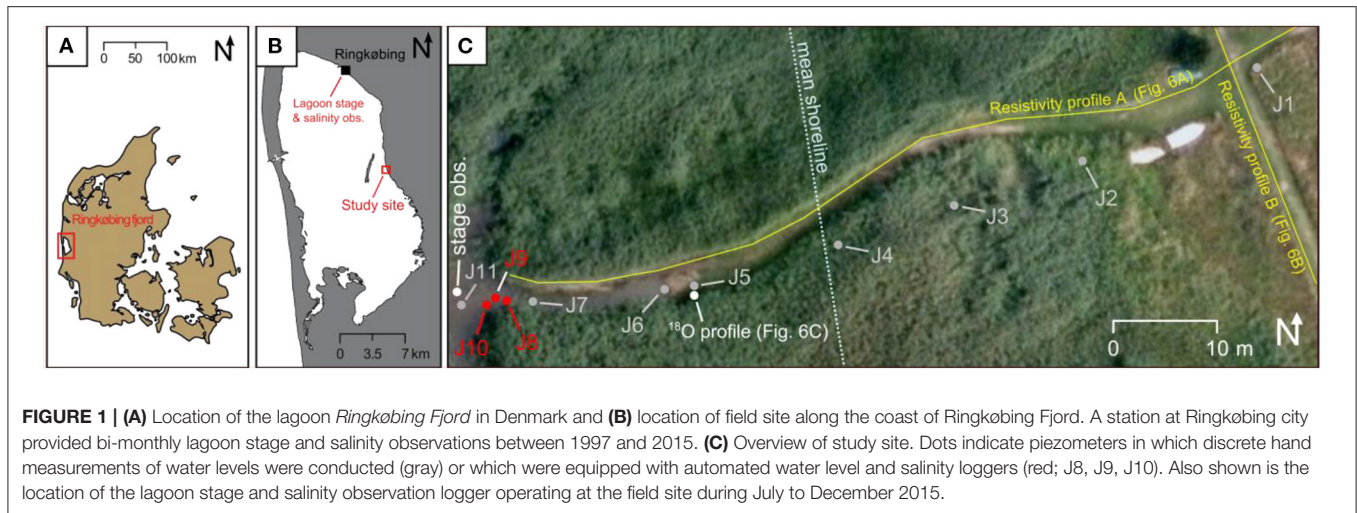 A
0 50 100 km
N
Ringkøbing fjord
B
N
Ringkøbing
Lagoon stage
& salinity obs.
Study site
0 3.5 7 km
C
mean shoreline
Resistivity profile A (Fig. 6A)
Resistivity profile B (Fig. 6B)
J1
J2
J3
J4
J5
J6
J7
J8
J9
J10
J11
stage obs.
¹⁸O profile (Fig. 6C)
0 10 m
N
FIGURE 1 | (A) Location of the lagoon Ringkøbing Fjord in Denmark and (B) location of field site along the coast of Ringkøbing Fjord. A station at Ringkøbing city
provided bi-monthly lagoon stage and salinity observations between 1997 and 2015. (C) Overview of study site. Dots indicate piezometers in which discrete hand
measurements of water levels were conducted (gray) or which were equipped with automated water level and salinity loggers (red; J8, J9, J10). Also shown is the
location of the lagoon stage and salinity observation logger operating at the field site during July to December 2015.